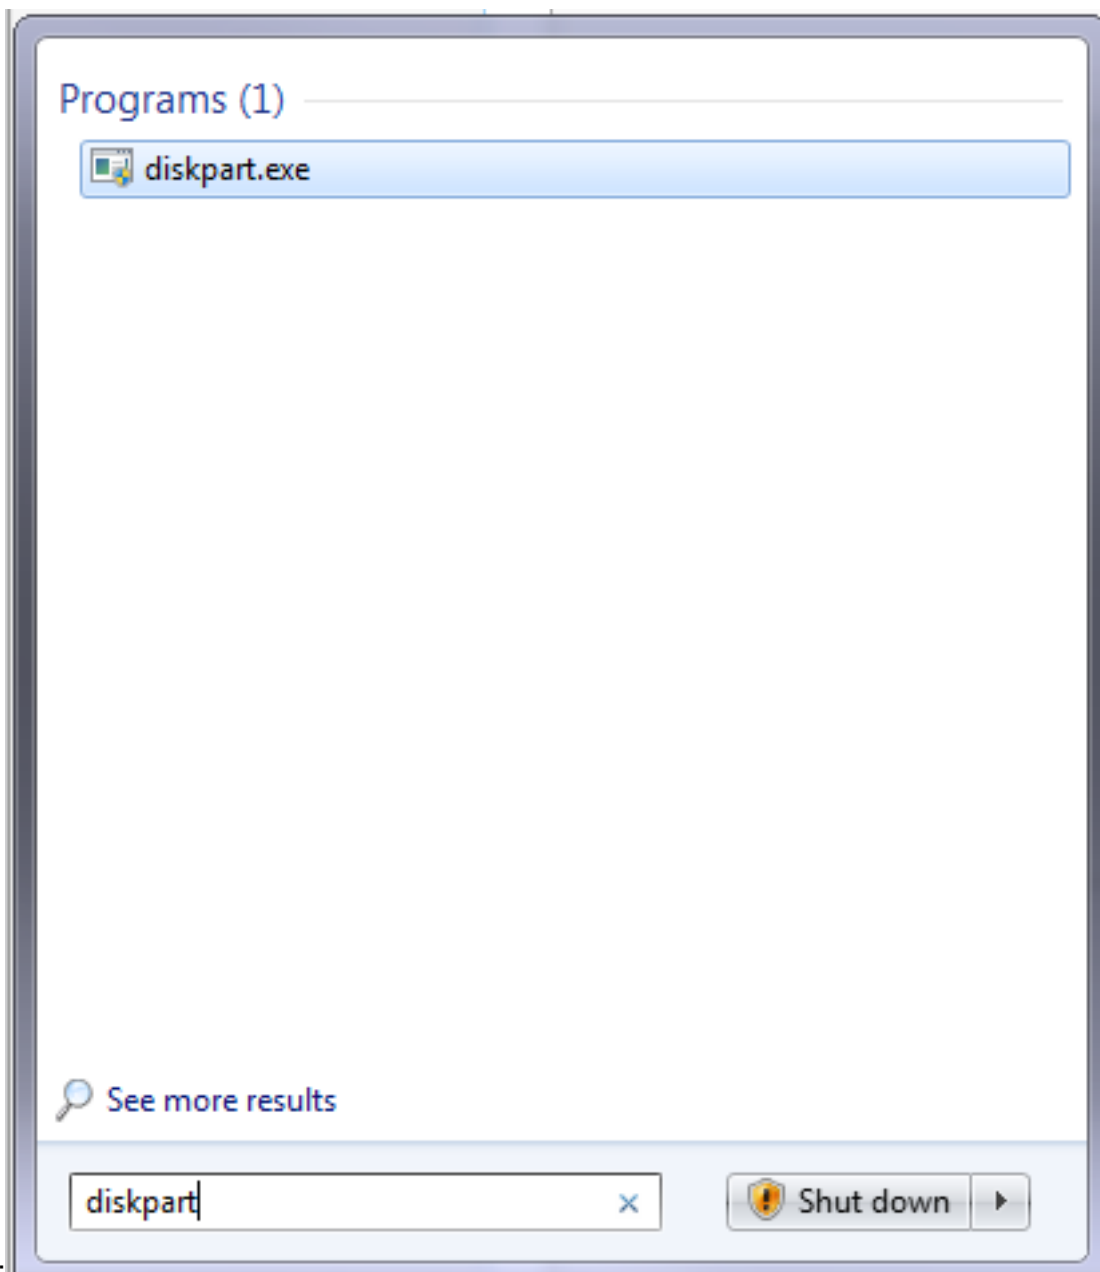 Programs (1)
diskpart.exe
See more results
diskpart
Shut down